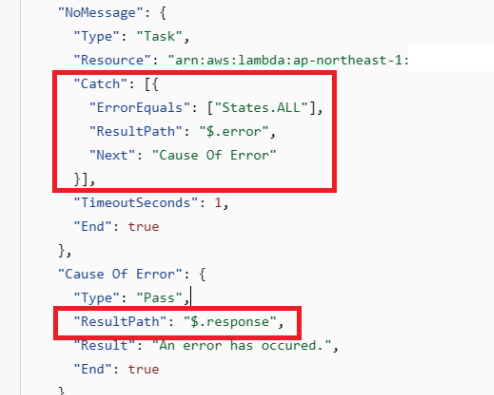 "NoMessage": {
"Type": "Task",
"Resource": "arn:aws:lambda:ap-northeast-1:
"Catch": [{
"ErrorEquals": ["States.ALL"],
"ResultPath": "$.error",
"Next": "Cause Of Error"
}],
"TimeoutSeconds": 1,
"End": true
},
"Cause Of Error": {
"Type": "Pass",
"ResultPath": "$.response",
"Result": "An error has occured.",
"End": true
}